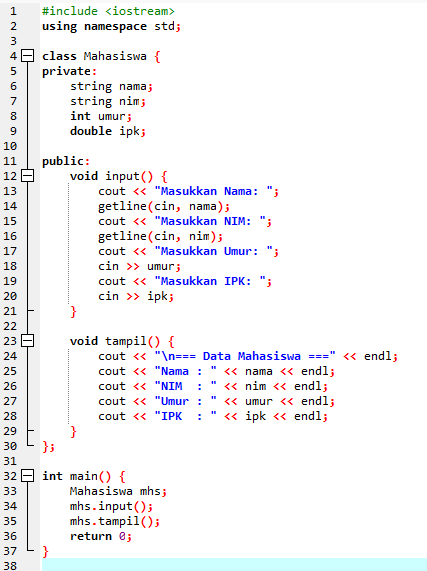 1 #include <iostream>
2 using namespace std;
3
4 class Mahasiswa {
5 private:
6     string nama;
7     string nim;
8     int umur;
9     double ipk;
10
11 public:
12     void input() {
13         cout << "Masukkan Nama: ";
14         getline(cin, nama);
15         cout << "Masukkan NIM: ";
16         getline(cin, nim);
17         cout << "Masukkan Umur: ";
18         cin >> umur;
19         cout << "Masukkan IPK: ";
20         cin >> ipk;
21     }
22
23     void tampil() {
24         cout << "\n=== Data Mahasiswa ===" << endl;
25         cout << "Nama : " << nama << endl;
26         cout << "NIM  : " << nim << endl;
27         cout << "Umur : " << umur << endl;
28         cout << "IPK  : " << ipk << endl;
29     }
30 };
31
32 int main() {
33     Mahasiswa mhs;
34     mhs.input();
35     mhs.tampil();
36     return 0;
37 }
38